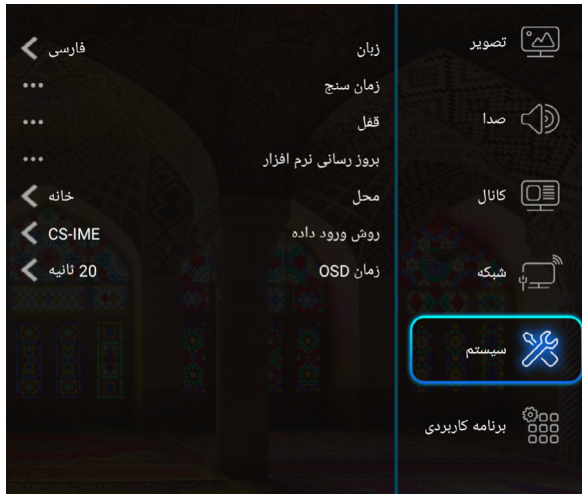 تصویر
صدا
کانال
شبکه
سیستم
برنامه کاربردی
زبان فارسی
زمان سنج ...
قفل ...
بروز رسانی نرم افزار ...
محل خانه
روش ورود داده CS-IME
زمان OSD 20 ثانیه